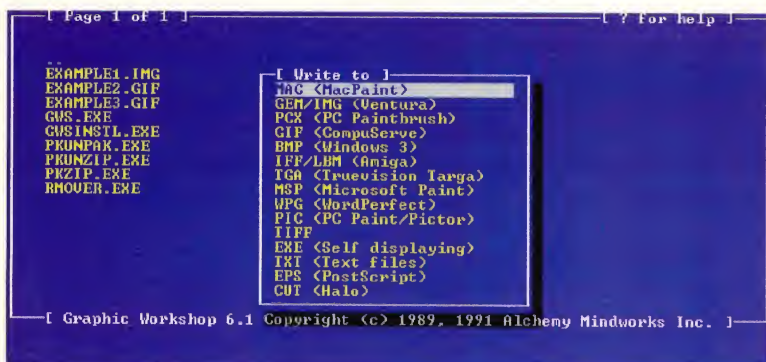 [ Page 1 of 1 ]
[ ? for help ]
..
EXAMPLE1.IMG
EXAMPLE2.GIF
EXAMPLE3.GIF
GWS.EXE
GWSINSTL.EXE
PKUNPAK.EXE
PKUNZIP.EXE
PKZIP.EXE
RMOVER.EXE
[ Write to ]
MAC (MacPaint)
GEM/IMG (Ventura)
PCX (PC Paintbrush)
GIF (CompuServe)
BMP (Windows 3)
IFF/LBM (Amiga)
TGA (Truevision Targa)
MSP (Microsoft Paint)
WPG (WordPerfect)
PIC (PC Paint/Pictor)
TIFF
EXE (Self displaying)
TXT (Text files)
EPS (PostScript)
CUT (Halo)
[ Graphic Workshop 6.1 Copyright (c) 1989, 1991 Alchemy Mindworks Inc. ]